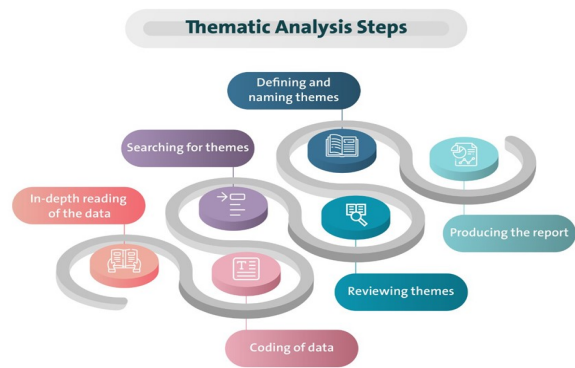 Thematic Analysis Steps
Defining and
naming themes
Searching for themes
In-depth reading
of the data
Producing the report
Reviewing themes
Coding of data
T